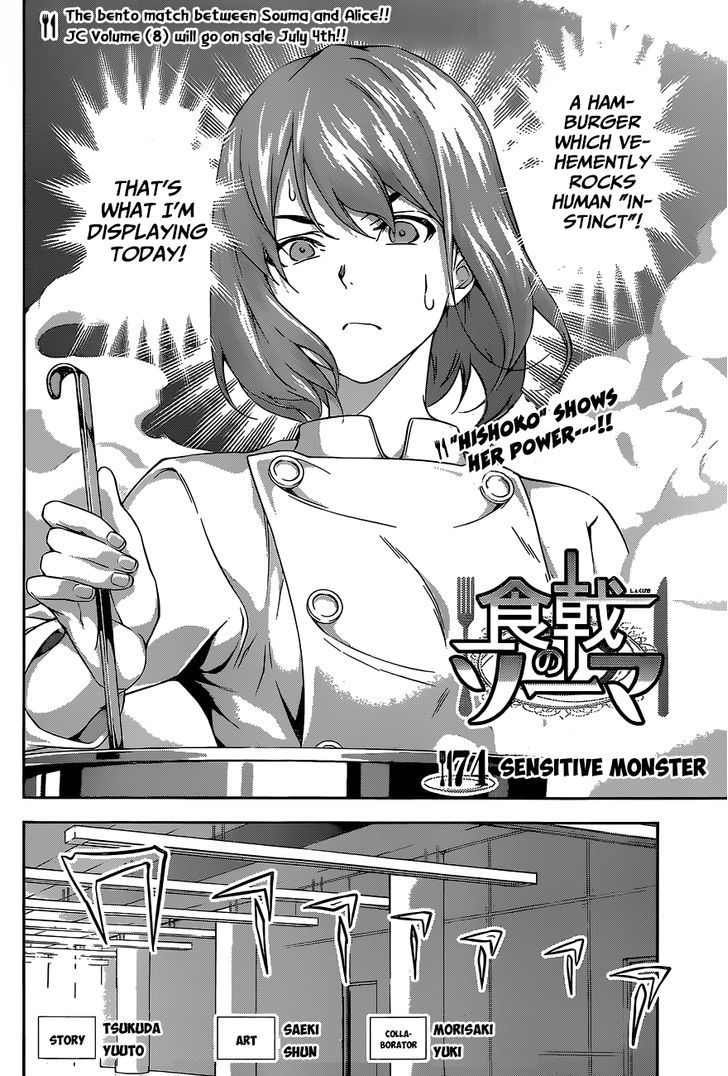 The bento match between Souma and Alice!!
JC Volume (8) will go on sale July 4th!!
A HAM-
BURGER
WHICH VE-
HEMENTLY
ROCKS
HUMAN "IN-
STINCT"!
THAT'S
WHAT I'M
DISPLAYING
TODAY!
"HISHOKO" SHOWS
HER POWER---!!
食戟
の
ソーマ
74 SENSITIVE MONSTER
STORY
TSUKUDA
YUUTO
ART
SAEKI
SHUN
COLLA-
BORATOR
MORISAKI
YUKI